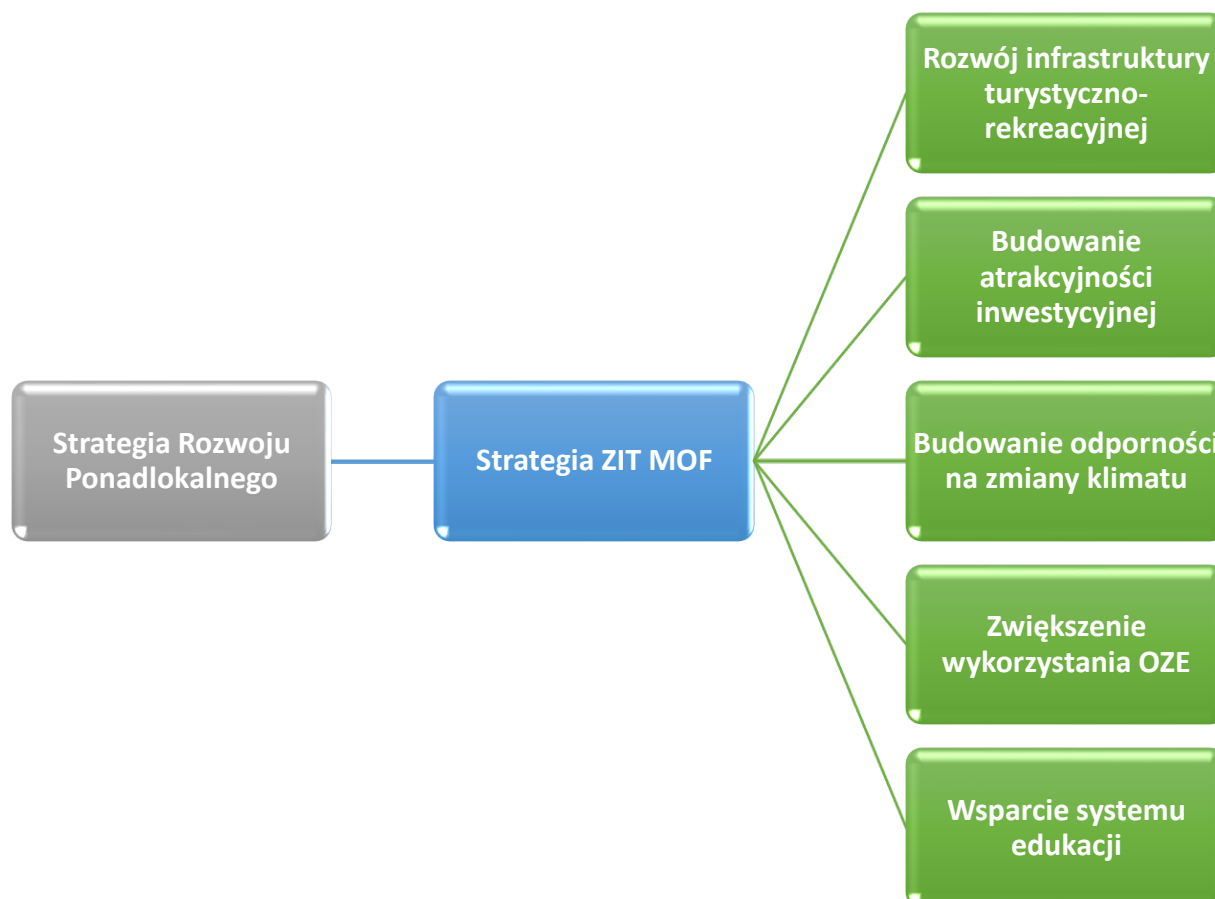 Strategia Rozwoju
Ponadlokalnego
Strategia ZIT MOF
Rozwój infrastruktury
turystyczno-
rekreacyjnej
Budowanie
atrakcyjności
inwestycyjnej
Budowanie odporności
na zmiany klimatu
Zwiększenie
wykorzystania OZE
Wsparcie systemu
edukacji